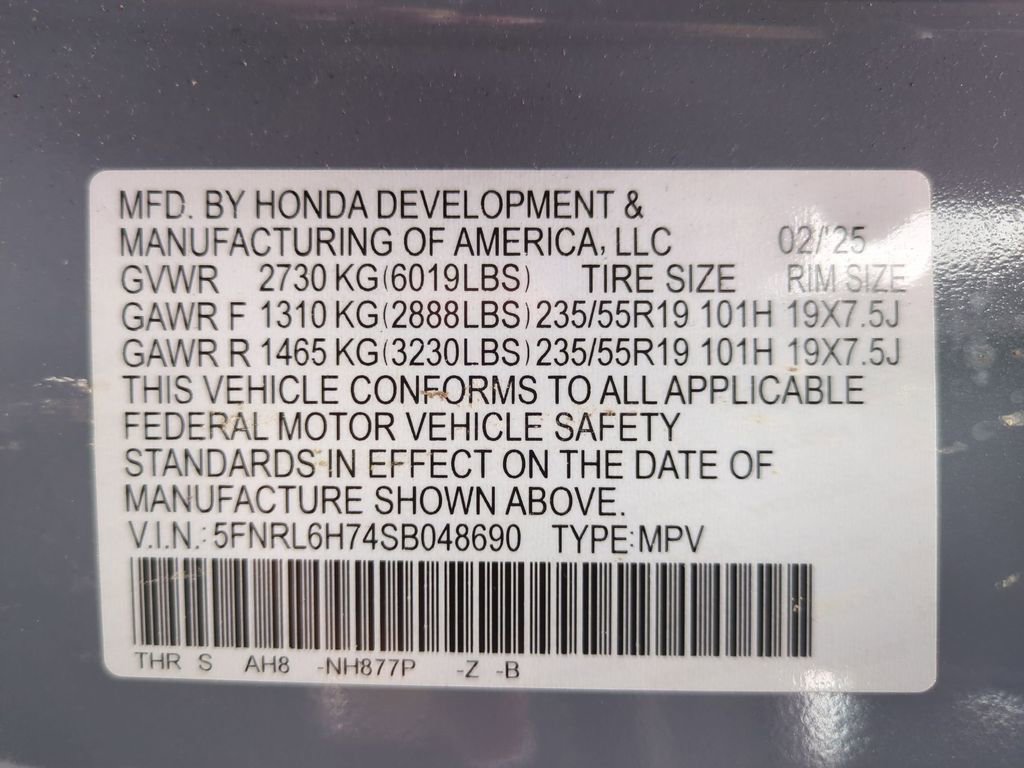 MFD. BY HONDA DEVELOPMENT &
MANUFACTURING OF AMERICA, LLC 02/'25
GVWR 2730 KG(6019LBS) TIRE SIZE RIM SIZE
GAWR F 1310 KG(2888LBS) 235/55R19 101H 19X7.5J
GAWR R 1465 KG(3230LBS) 235/55R19 101H 19X7.5J
THIS VEHICLE CONFORMS TO ALL APPLICABLE
FEDERAL MOTOR VEHICLE SAFETY
STANDARDS IN EFFECT ON THE DATE OF
MANUFACTURE SHOWN ABOVE.
V.I.N.: 5FNRL6H74SB048690 TYPE:MPV
THR S AH8 -NH877P -Z -B